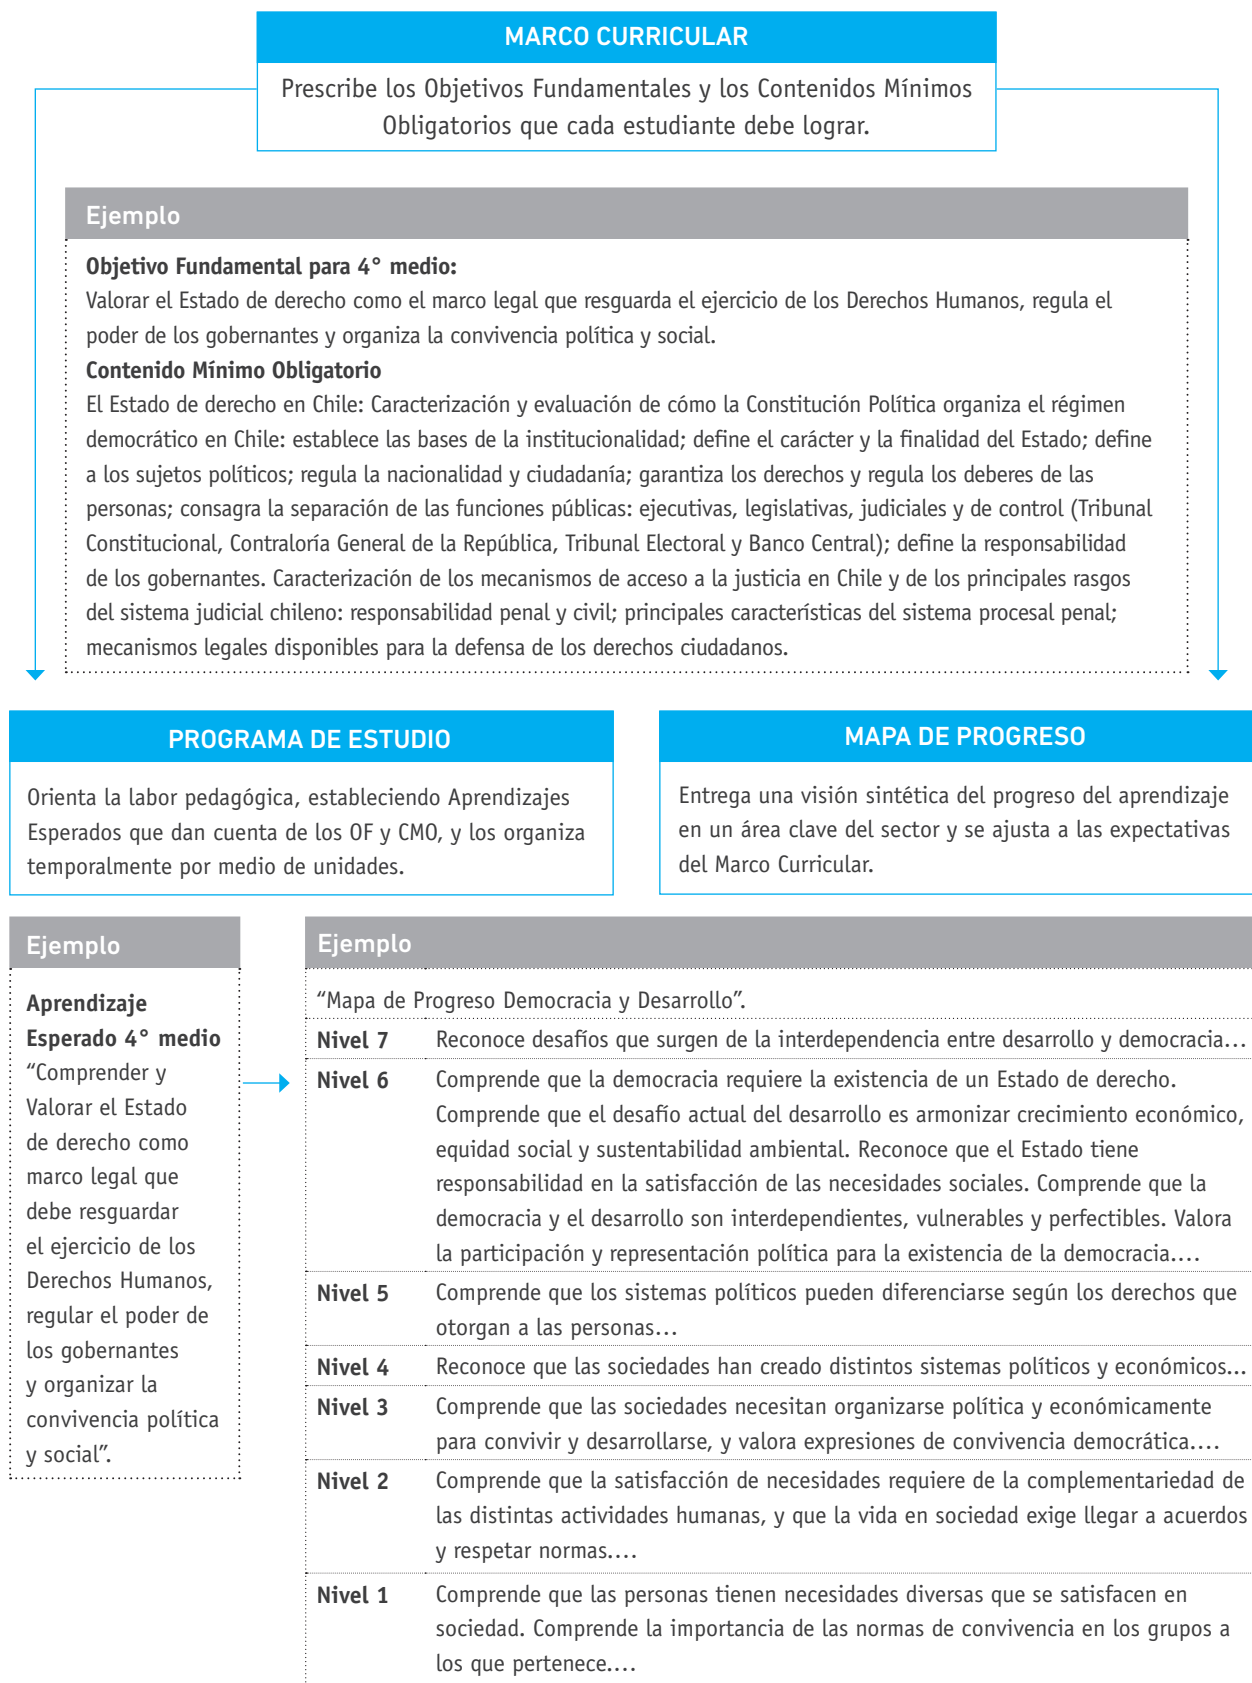 MARCO CURRICULAR
Prescribe los Objetivos Fundamentales y los Contenidos Mínimos
Obligatorios que cada estudiante debe lograr.
Ejemplo
Objetivo Fundamental para 4° medio:
Valorar el Estado de derecho como el marco legal que resguarda el ejercicio de los Derechos Humanos, regula el
poder de los gobernantes y organiza la convivencia política y social.
Contenido Mínimo Obligatorio
El Estado de derecho en Chile: Caracterización y evaluación de cómo la Constitución Política organiza el régimen
democrático en Chile: establece las bases de la institucionalidad; define el carácter y la finalidad del Estado; define
a los sujetos políticos; regula la nacionalidad y ciudadanía; garantiza los derechos y regula los deberes de las
personas; consagra la separación de las funciones públicas: ejecutivas, legislativas, judiciales y de control (Tribunal
Constitucional, Contraloría General de la República, Tribunal Electoral y Banco Central); define la responsabilidad
de los gobernantes. Caracterización de los mecanismos de acceso a la justicia en Chile y de los principales rasgos
del sistema judicial chileno: responsabilidad penal y civil; principales características del sistema procesal penal;
mecanismos legales disponibles para la defensa de los derechos ciudadanos.
PROGRAMA DE ESTUDIO
Orienta la labor pedagógica, estableciendo Aprendizajes
Esperados que dan cuenta de los OF y CMO, y los organiza
temporalmente por medio de unidades.
MAPA DE PROGRESO
Entrega una visión sintética del progreso del aprendizaje
en un área clave del sector y se ajusta a las expectativas
del Marco Curricular.
Ejemplo
Aprendizaje
Esperado 4° medio
“Comprender y
Valorar el Estado
de derecho como
marco legal que
debe resguardar
el ejercicio de los
Derechos Humanos,
regular el poder de
los gobernantes
y organizar la
convivencia política
y social”.
Ejemplo
“Mapa de Progreso Democracia y Desarrollo”.
Nivel 7 Reconoce desafíos que surgen de la interdependencia entre desarrollo y democracia...
Nivel 6 Comprende que la democracia requiere la existencia de un Estado de derecho.
Comprende que el desafío actual del desarrollo es armonizar crecimiento económico,
equidad social y sustentabilidad ambiental. Reconoce que el Estado tiene
responsabilidad en la satisfacción de las necesidades sociales. Comprende que la
democracia y el desarrollo son interdependientes, vulnerables y perfectibles. Valora
la participación y representación política para la existencia de la democracia....
Nivel 5 Comprende que los sistemas políticos pueden diferenciarse según los derechos que
otorgan a las personas...
Nivel 4 Reconoce que las sociedades han creado distintos sistemas políticos y económicos...
Nivel 3 Comprende que las sociedades necesitan organizarse política y económicamente
para convivir y desarrollarse, y valora expresiones de convivencia democrática....
Nivel 2 Comprende que la satisfacción de necesidades requiere de la complementariedad de
las distintas actividades humanas, y que la vida en sociedad exige llegar a acuerdos
y respetar normas....
Nivel 1 Comprende que las personas tienen necesidades diversas que se satisfacen en
sociedad. Comprende la importancia de las normas de convivencia en los grupos a
los que pertenece....